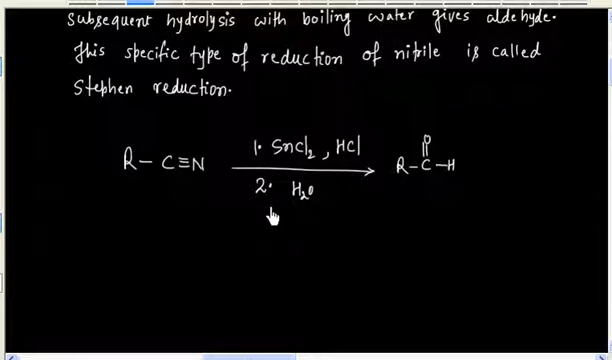 Subsequent hydrolysis with boiling water gives aldehyde.
This specific type of reduction of nitrile is called
Stephen reduction.
O
1. SnCl2, HCl
R-C≡N R-C-H
2. H2O